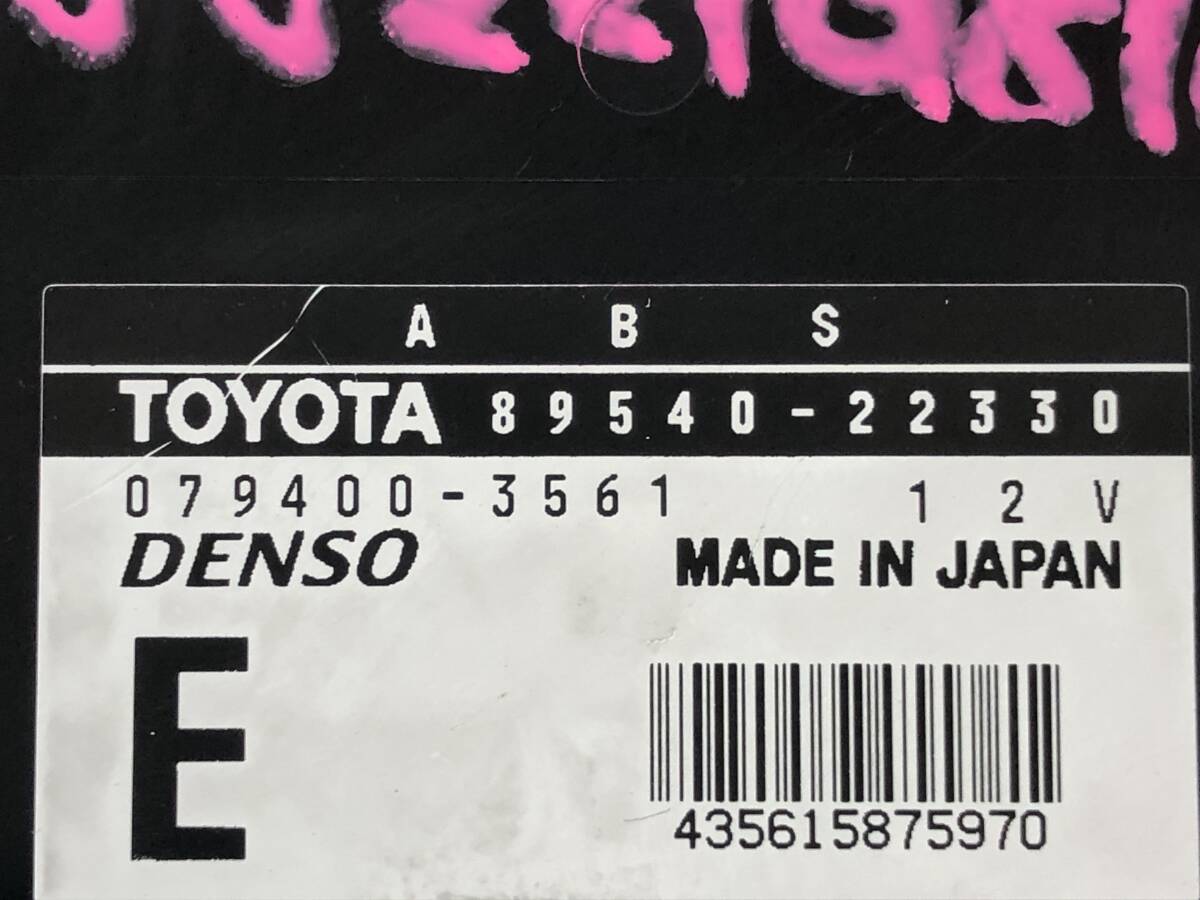 A B S
TOYOTA 89540-22330
079400-3561 12V
DENSO MADE IN JAPAN
E
435615875970